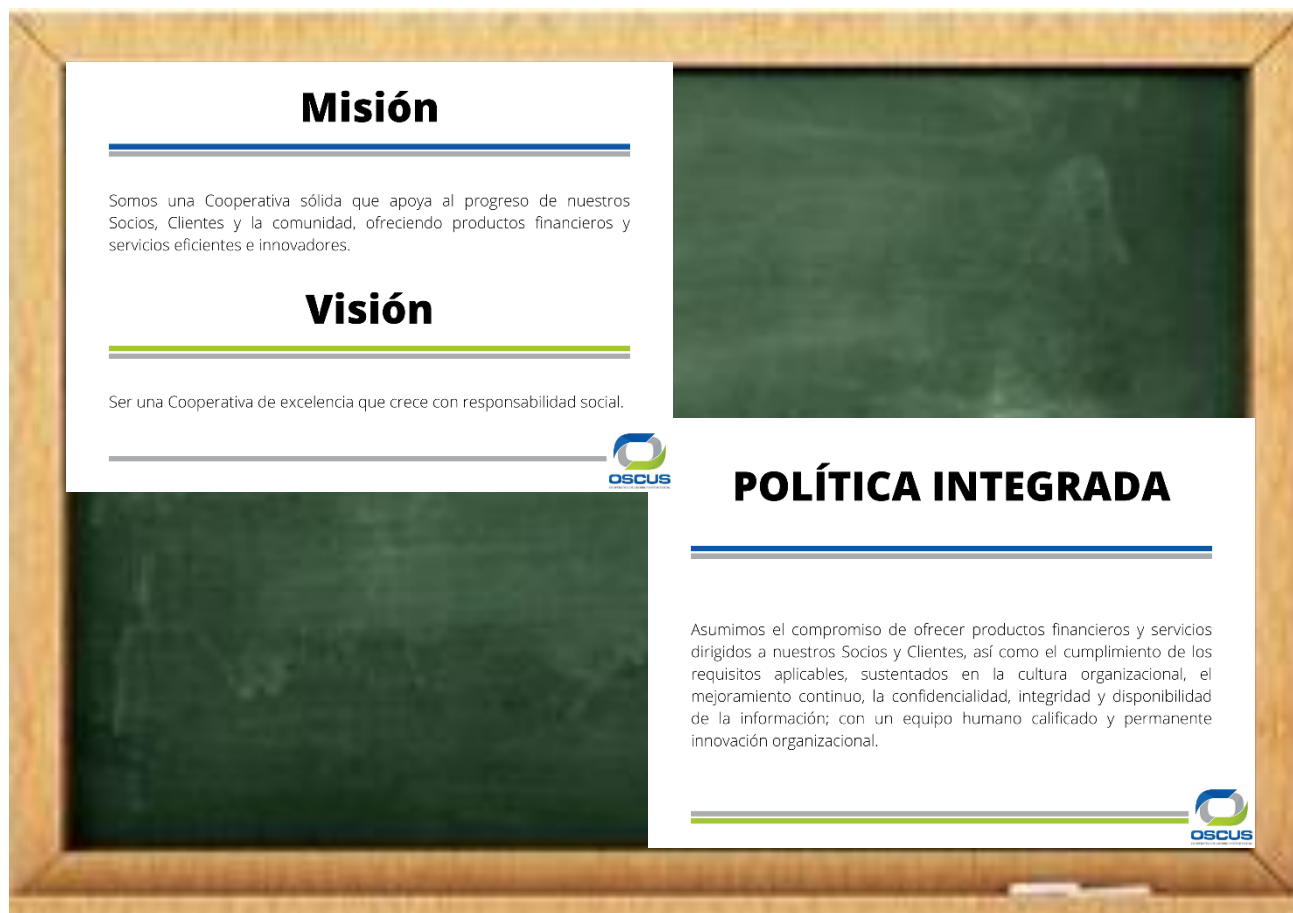 Misión
Somos una Cooperativa sólida que apoya al progreso de nuestros
Socios, Clientes y la comunidad, ofreciendo productos financieros y
servicios eficientes e innovadores.
Visión
Ser una Cooperativa de excelencia que crece con responsabilidad social.
OSCUS
POLÍTICA INTEGRADA
Asumimos el compromiso de ofrecer productos financieros y servicios
dirigidos a nuestros Socios y Clientes, así como el cumplimiento de los
requisitos aplicables, sustentados en la cultura organizacional, el
mejoramiento continuo, la confidencialidad, integridad y disponibilidad
de la información; con un equipo humano calificado y permanente
innovación organizacional.
OSCUS